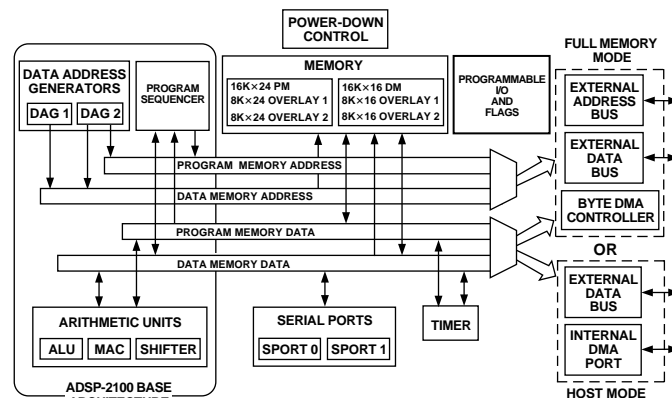 POWER-DOWN
CONTROL
DATA ADDRESS
GENERATORS
DAG 1
DAG 2
PROGRAM
SEQUENCER
MEMORY
16K×24 PM
8K×24 OVERLAY 1
8K×24 OVERLAY 2
16K×16 DM
8K×16 OVERLAY 1
8K×16 OVERLAY 2
PROGRAMMABLE
I/O
AND
FLAGS
FULL MEMORY
MODE
EXTERNAL
ADDRESS
BUS
EXTERNAL
DATA
BUS
BYTE DMA
CONTROLLER
OR
EXTERNAL
DATA
BUS
INTERNAL
DMA
PORT
HOST MODE
PROGRAM MEMORY ADDRESS
DATA MEMORY ADDRESS
PROGRAM MEMORY DATA
DATA MEMORY DATA
ARITHMETIC UNITS
ALU
MAC
SHIFTER
SERIAL PORTS
SPORT 0
SPORT 1
TIMER
ADSP-2100 BASE
ARCHITECTURE